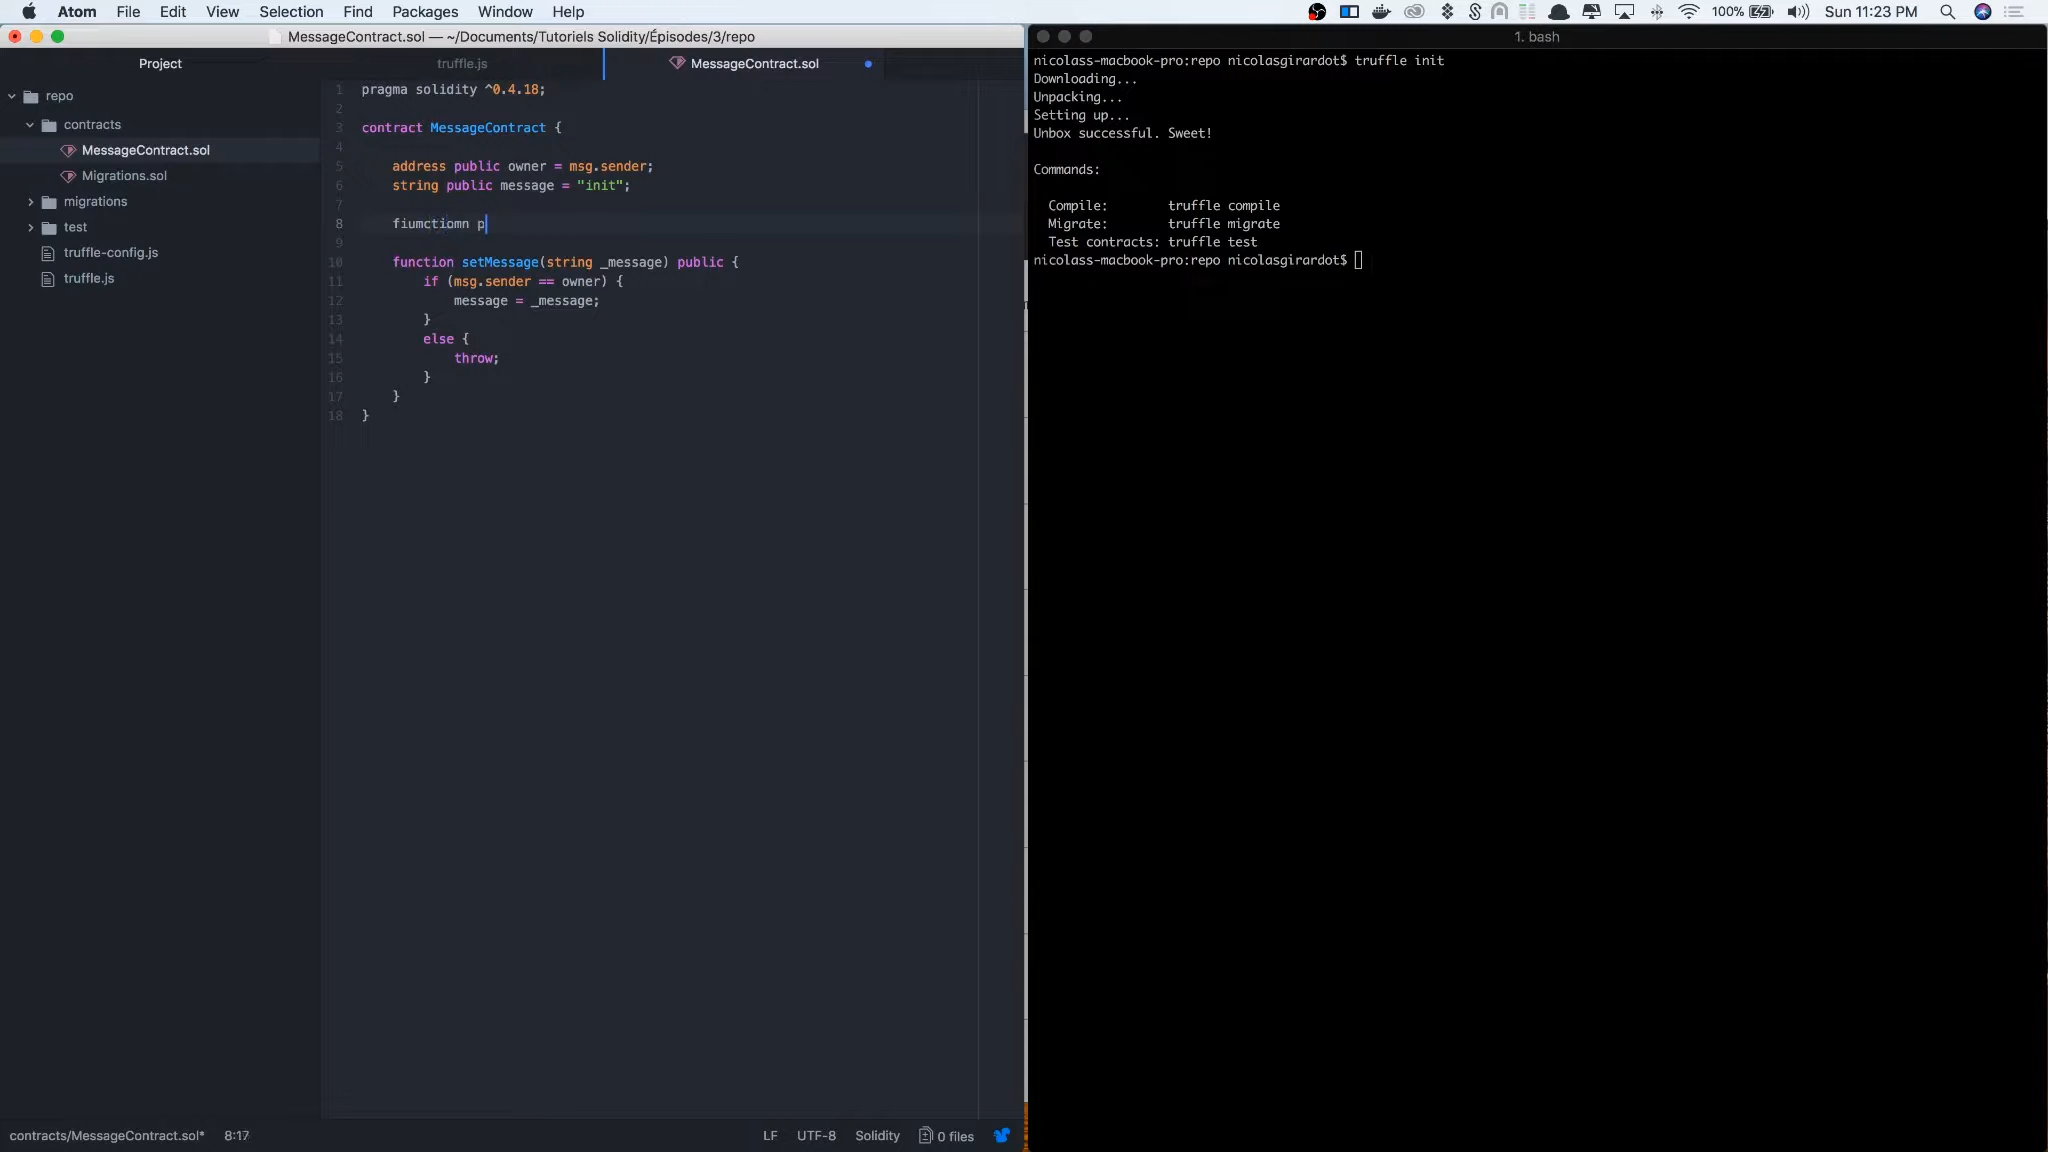 Atom File Edit View Selection Find Packages Window Help
100% Sun 11:23 PM
MessageContract.sol — ~/Documents/Tutoriels Solidity/Épisodes/3/repo
1. bash
Project
truffle.js
MessageContract.sol
repo
contracts
MessageContract.sol
Migrations.sol
migrations
test
truffle-config.js
truffle.js
1 pragma solidity ^0.4.18;
2
3 contract MessageContract {
4
5 address public owner = msg.sender;
6 string public message = "init";
7
8 fiumctiomn p
9
10 function setMessage(string _message) public {
11 if (msg.sender == owner) {
12 message = _message;
13 }
14 else {
15 throw;
16 }
17 }
18 }
contracts/MessageContract.sol* 8:17
LF UTF-8 Solidity 0 files
nicolass-macbook-pro:repo nicolasgirardot$ truffle init
Downloading...
Unpacking...
Setting up...
Unbox successful. Sweet!
Commands:
Compile: truffle compile
Migrate: truffle migrate
Test contracts: truffle test
nicolass-macbook-pro:repo nicolasgirardot$